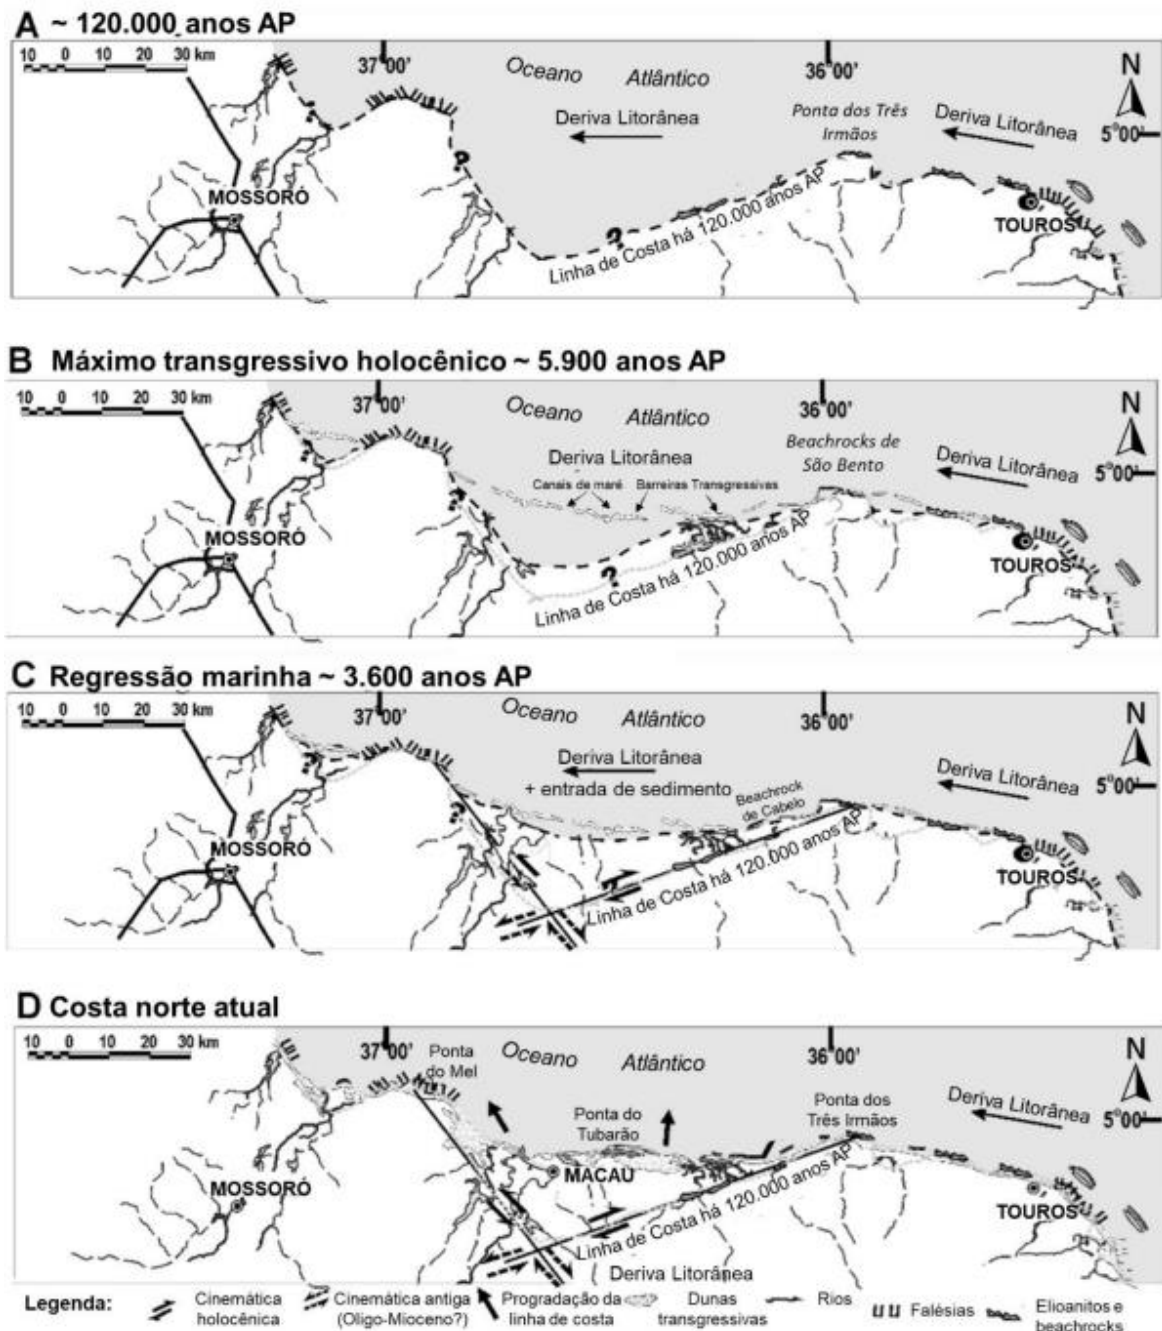 A ~ 120.000 anos AP
10 0 10 20 30 km
37°00'
Oceano Atlântico
36°00'
N
Deriva Litorânea
Ponta dos Três
Irmãos
Deriva Litorânea
5°00'
?
MOSSORÓ
?
?
Linha de Costa há 120.000 anos AP
TOUROS
B Máximo transgressivo holocênico ~ 5.900 anos AP
10 0 10 20 30 km
37°00'
Oceano Atlântico
36°00'
N
Beachrocks de
São Bento
Deriva Litorânea
Deriva Litorânea
5°00'
Canais de maré Barreiras Transgressivas
?
?
MOSSORÓ
?
Linha de Costa há 120.000 anos AP
TOUROS
C Regressão marinha ~ 3.600 anos AP
10 0 10 20 30 km
37°00'
Oceano Atlântico
36°00'
N
Deriva Litorânea
+ entrada de sedimento
Beachrock
de Cabelo
Deriva Litorânea
5°00'
?
?
MOSSORÓ
Linha de Costa há 120.000 anos AP
TOUROS
D Costa norte atual
10 0 10 20 30 km
37°00'
Ponta
do Mel
Oceano Atlântico
36°00'
N
Ponta do
Tubarão
Ponta dos
Três Irmãos
Deriva Litorânea
5°00'
MACAU
MOSSORÓ
Linha de Costa há 120.000 anos AP
TOUROS
Deriva Litorânea
Legenda:
Cinemática
holocênica
Cinemática antiga
(Oligo-Mioceno?)
Progradação da
linha de costa
Dunas
transgressivas
Rios
Falésias
Elioanitos e
beachrocks